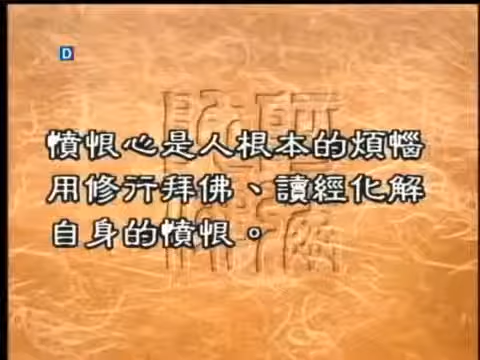 D
憤恨心是人根本的煩惱
用修行拜佛、讀經化解
自身的憤恨。